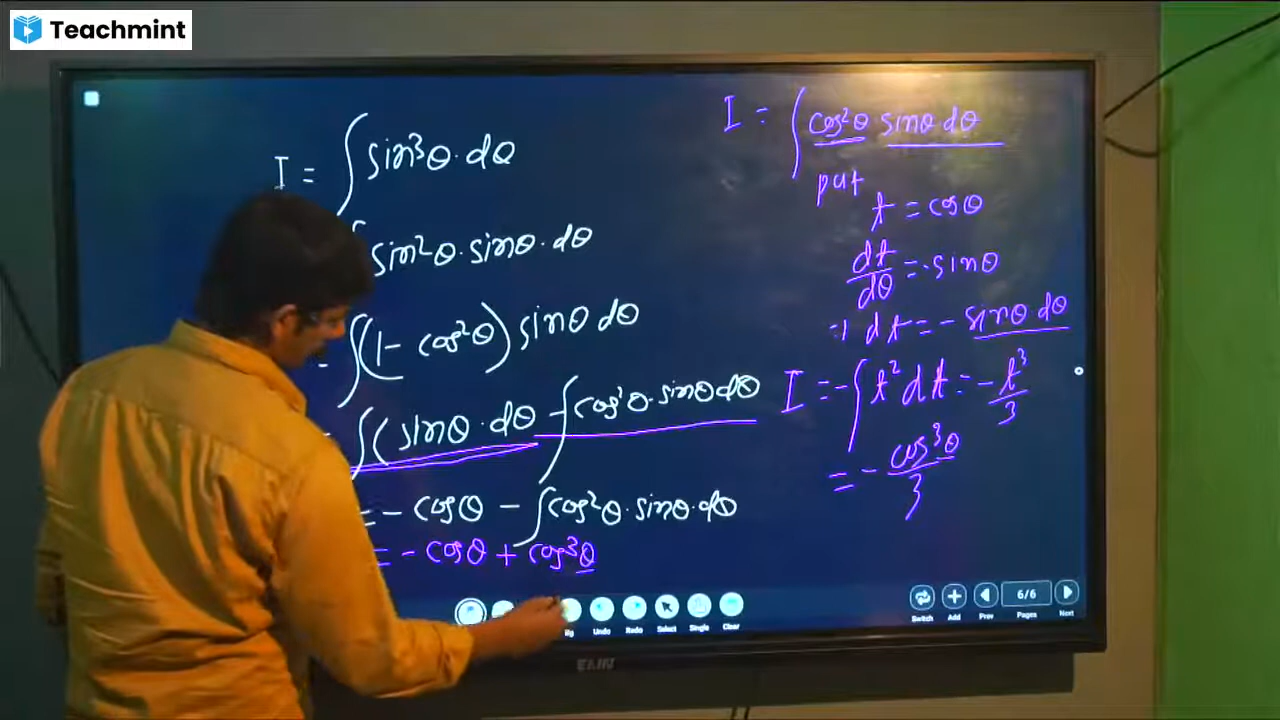 Teachmint
I = ∫ sin³θ · dθ
sin²θ · sinθ · dθ
∫(1 - cos²θ) sinθ dθ
∫(sinθ · dθ - ∫cos²θ · sinθ dθ
= - cosθ - ∫cos²θ · sinθ · dθ
= - cosθ + cos³θ
I = ∫ cos²θ sinθ dθ
put
t = cosθ
dt/dθ = -sinθ
dt = - sinθ dθ
I = -∫ t² dt = - t³/3
= - cos³θ/3
Undo Redo Select Single Clear
Switch Add Prev 6/6 Pages Next